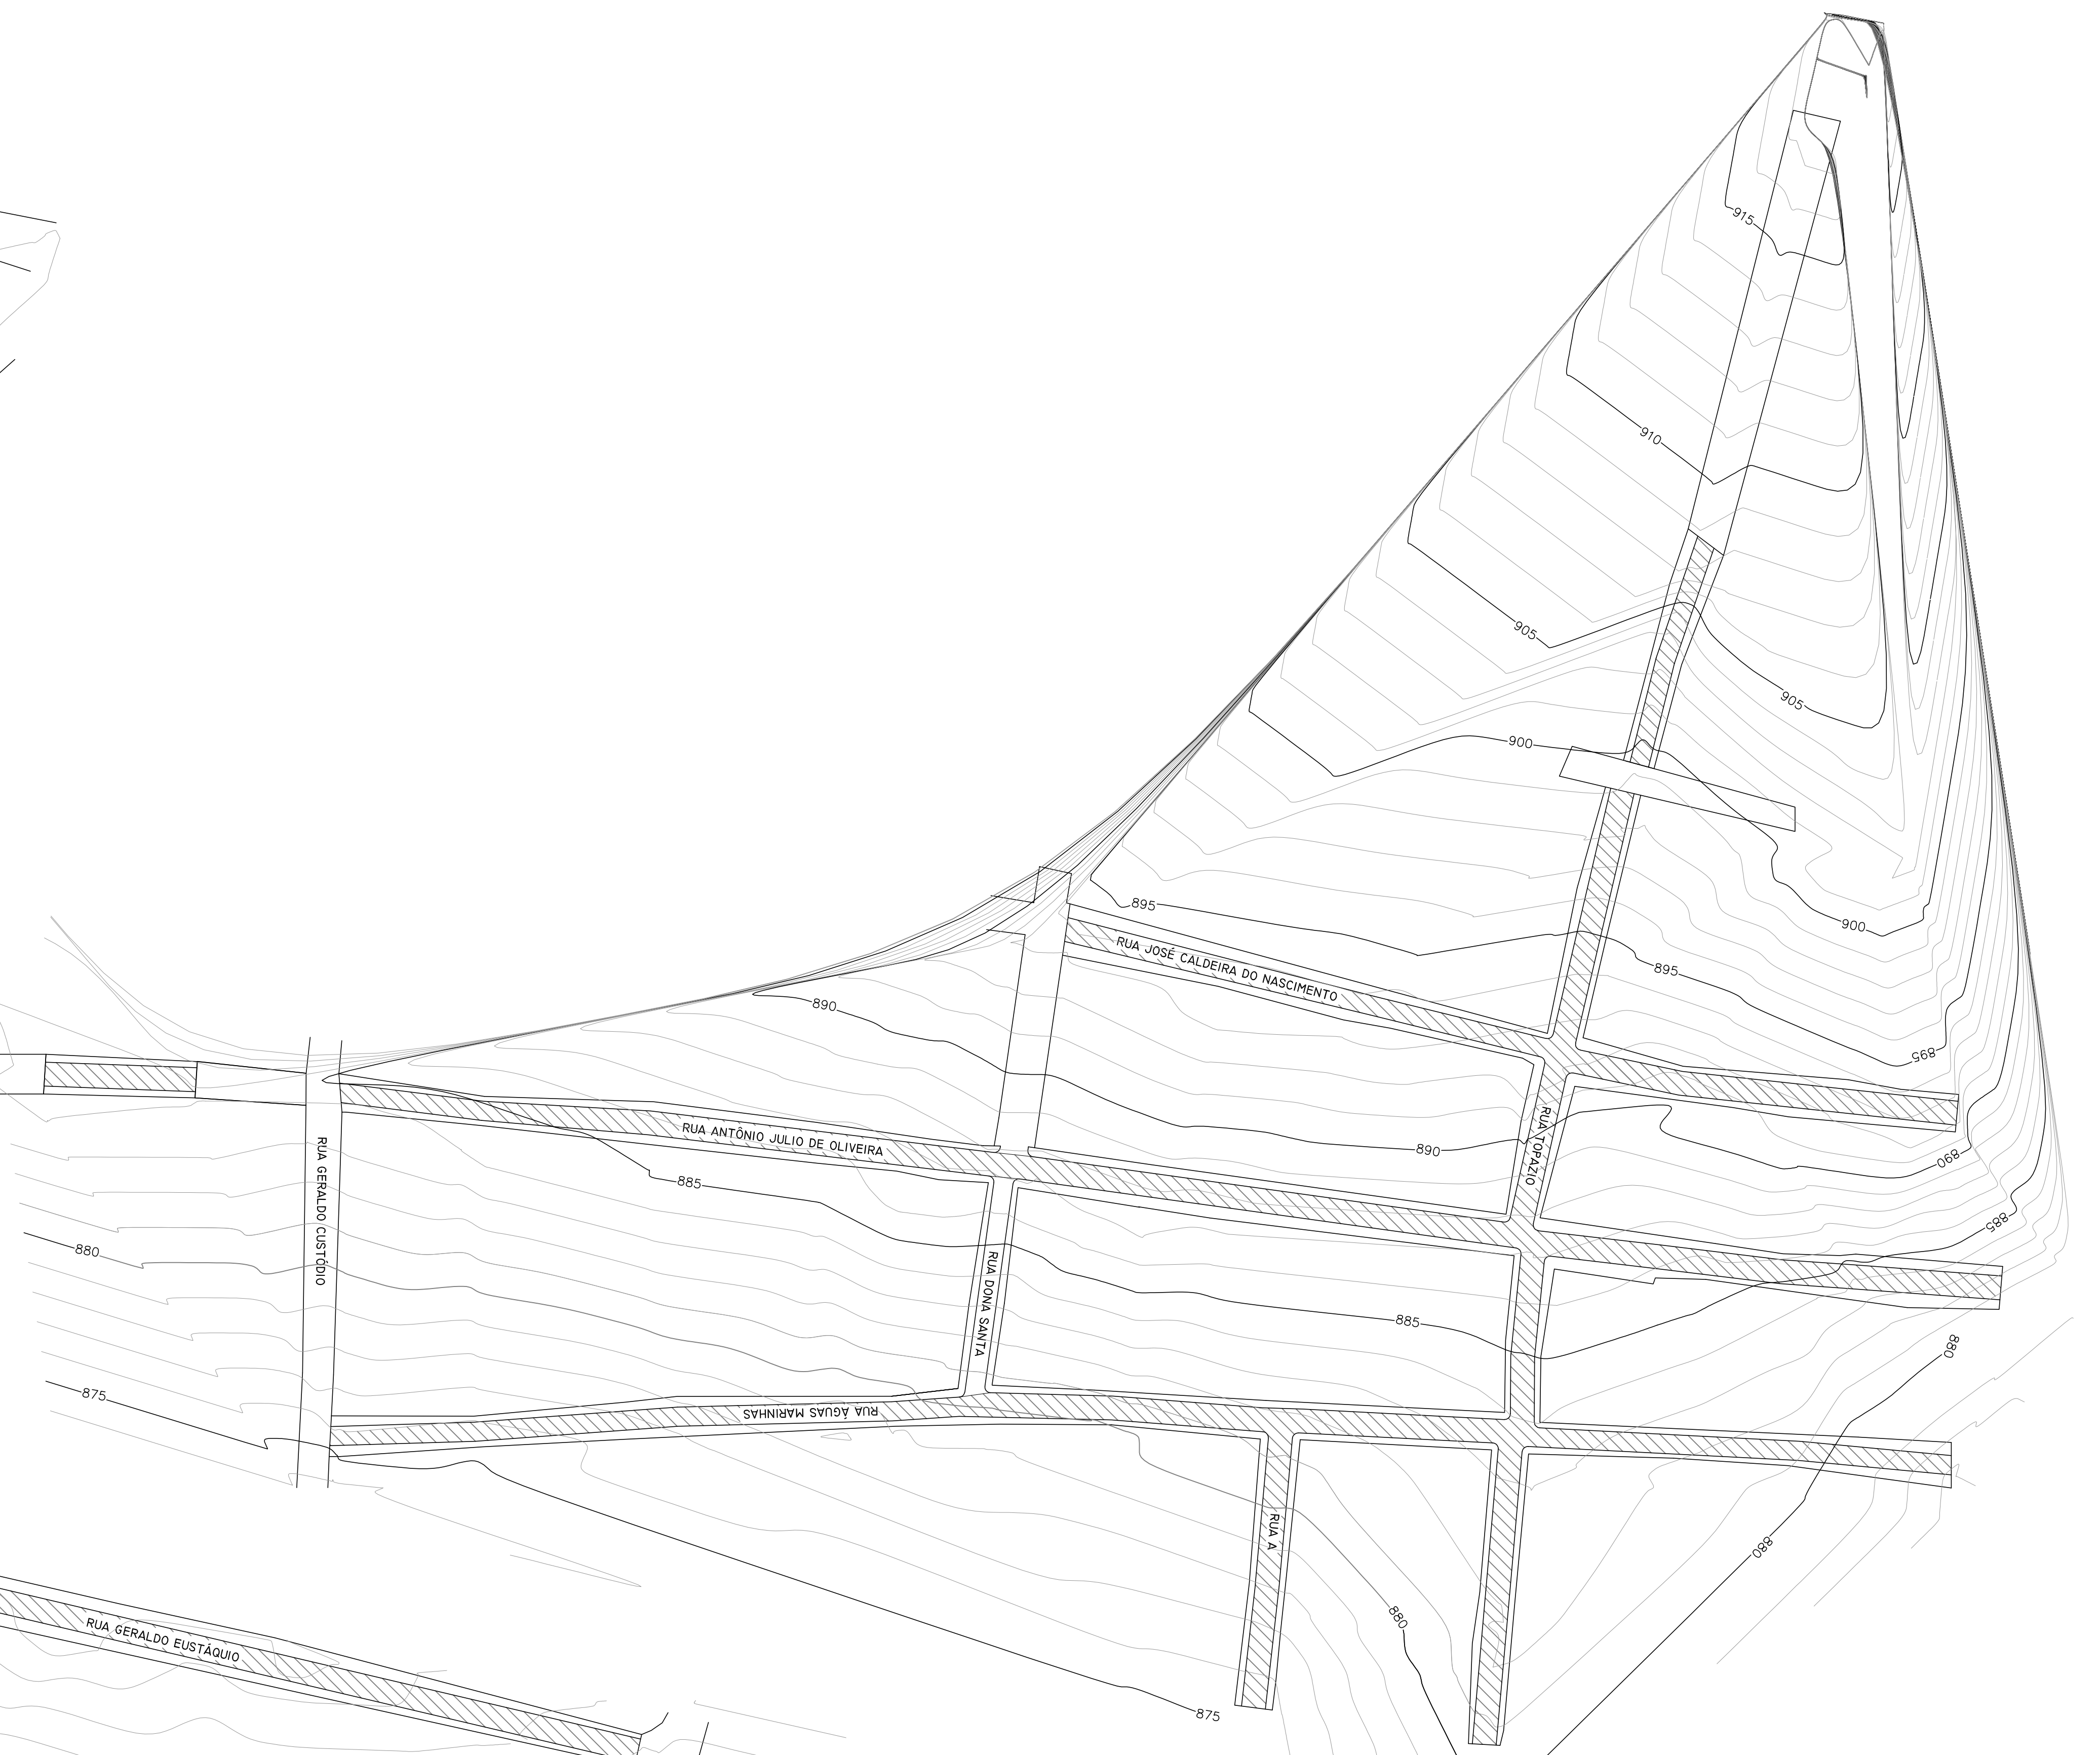 915
910
905
905
900
900
895
895
895
RUA JOSÉ CALDEIRA DO NASCIMENTO
890
890
890
RUA TOPAZIO
RUA ANTÔNIO JULIO DE OLIVEIRA
885
885
885
RUA GERALDO CUSTÓDIO
880
RUA DONA SANTA
880
875
RUA ÁGUAS MARINHAS
RUA A
880
880
RUA GERALDO EUSTÁQUIO
875